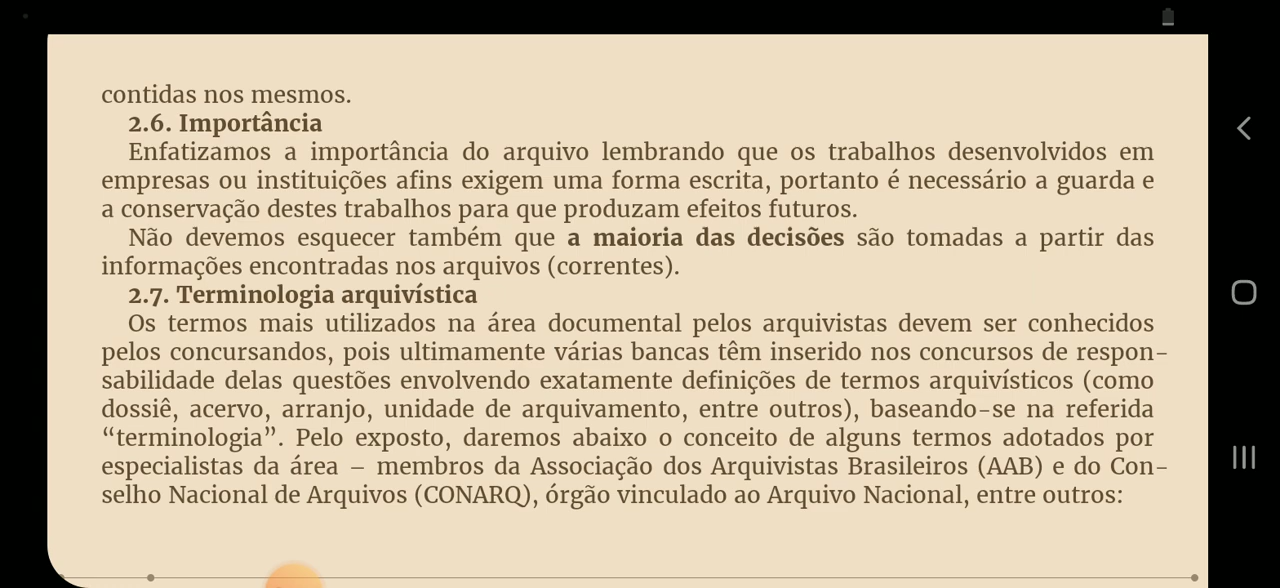 contidas nos mesmos.
2.6. Importância
Enfatizamos a importância do arquivo lembrando que os trabalhos desenvolvidos em
empresas ou instituições afins exigem uma forma escrita, portanto é necessário a guarda e
a conservação destes trabalhos para que produzam efeitos futuros.
Não devemos esquecer também que a maioria das decisões são tomadas a partir das
informações encontradas nos arquivos (correntes).
2.7. Terminologia arquivística
Os termos mais utilizados na área documental pelos arquivistas devem ser conhecidos
pelos concursandos, pois ultimamente várias bancas têm inserido nos concursos de respon-
sabilidade delas questões envolvendo exatamente definições de termos arquivísticos (como
dossiê, acervo, arranjo, unidade de arquivamento, entre outros), baseando-se na referida
“terminologia”. Pelo exposto, daremos abaixo o conceito de alguns termos adotados por
especialistas da área – membros da Associação dos Arquivistas Brasileiros (AAB) e do Con-
selho Nacional de Arquivos (CONARQ), órgão vinculado ao Arquivo Nacional, entre outros: